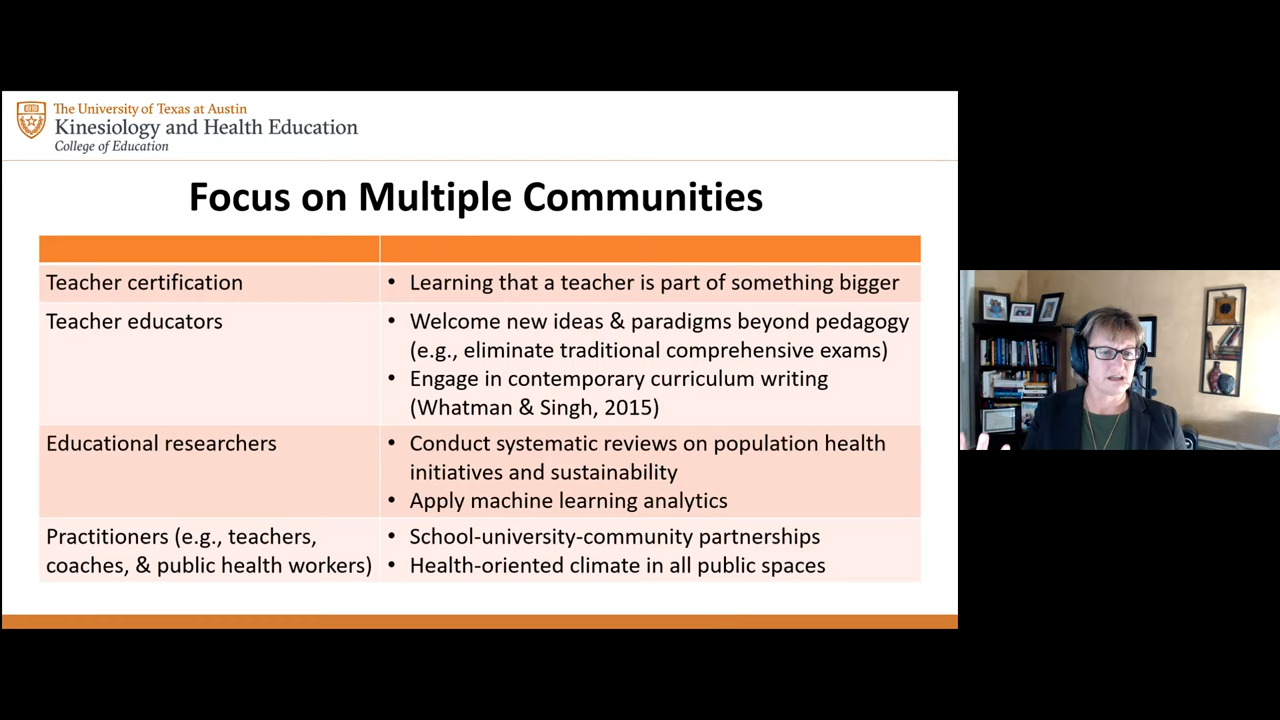 The University of Texas at Austin
Kinesiology and Health Education
College of Education
Focus on Multiple Communities
Teacher certification
• Learning that a teacher is part of something bigger
Teacher educators
• Welcome new ideas & paradigms beyond pedagogy
(e.g., eliminate traditional comprehensive exams)
• Engage in contemporary curriculum writing
(Whatman & Singh, 2015)
Educational researchers
• Conduct systematic reviews on population health
initiatives and sustainability
• Apply machine learning analytics
Practitioners (e.g., teachers,
coaches, & public health workers)
• School-university-community partnerships
• Health-oriented climate in all public spaces